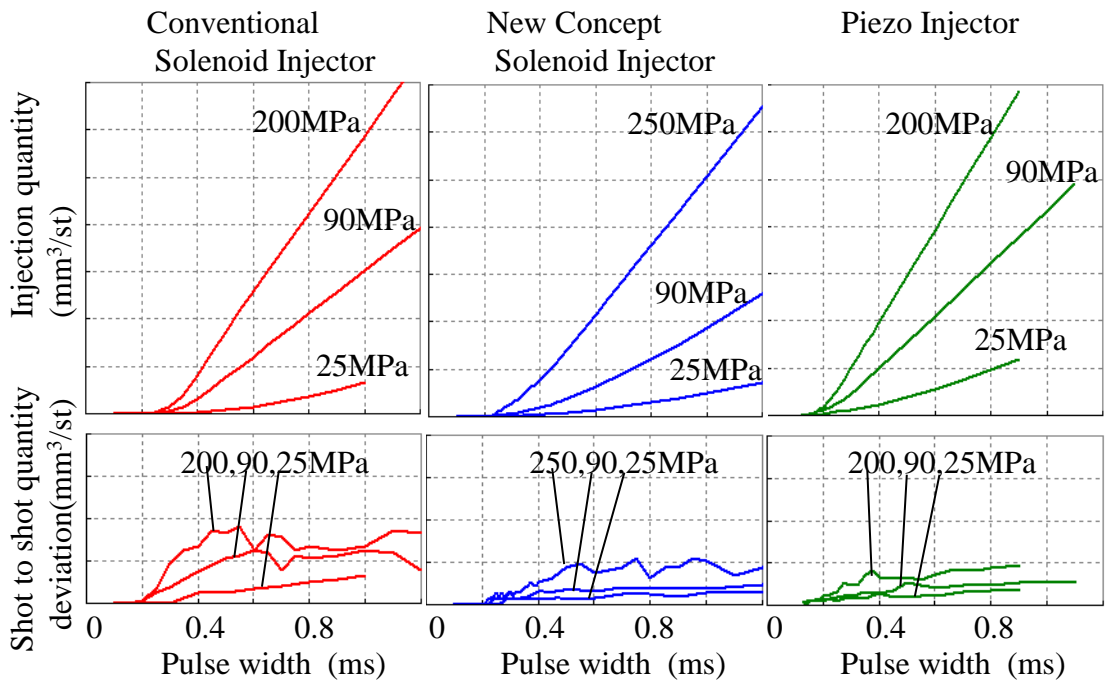 Conventional
Solenoid Injector
New Concept
Solenoid Injector
Piezo Injector
Injection quantity
(mm³/st)
200MPa
90MPa
25MPa
250MPa
90MPa
25MPa
200MPa
90MPa
25MPa
Shot to shot quantity
deviation(mm³/st)
200,90,25MPa
250,90,25MPa
200,90,25MPa
0 0.4 0.8
0 0.4 0.8
0 0.4 0.8
Pulse width (ms)
Pulse width (ms)
Pulse width (ms)